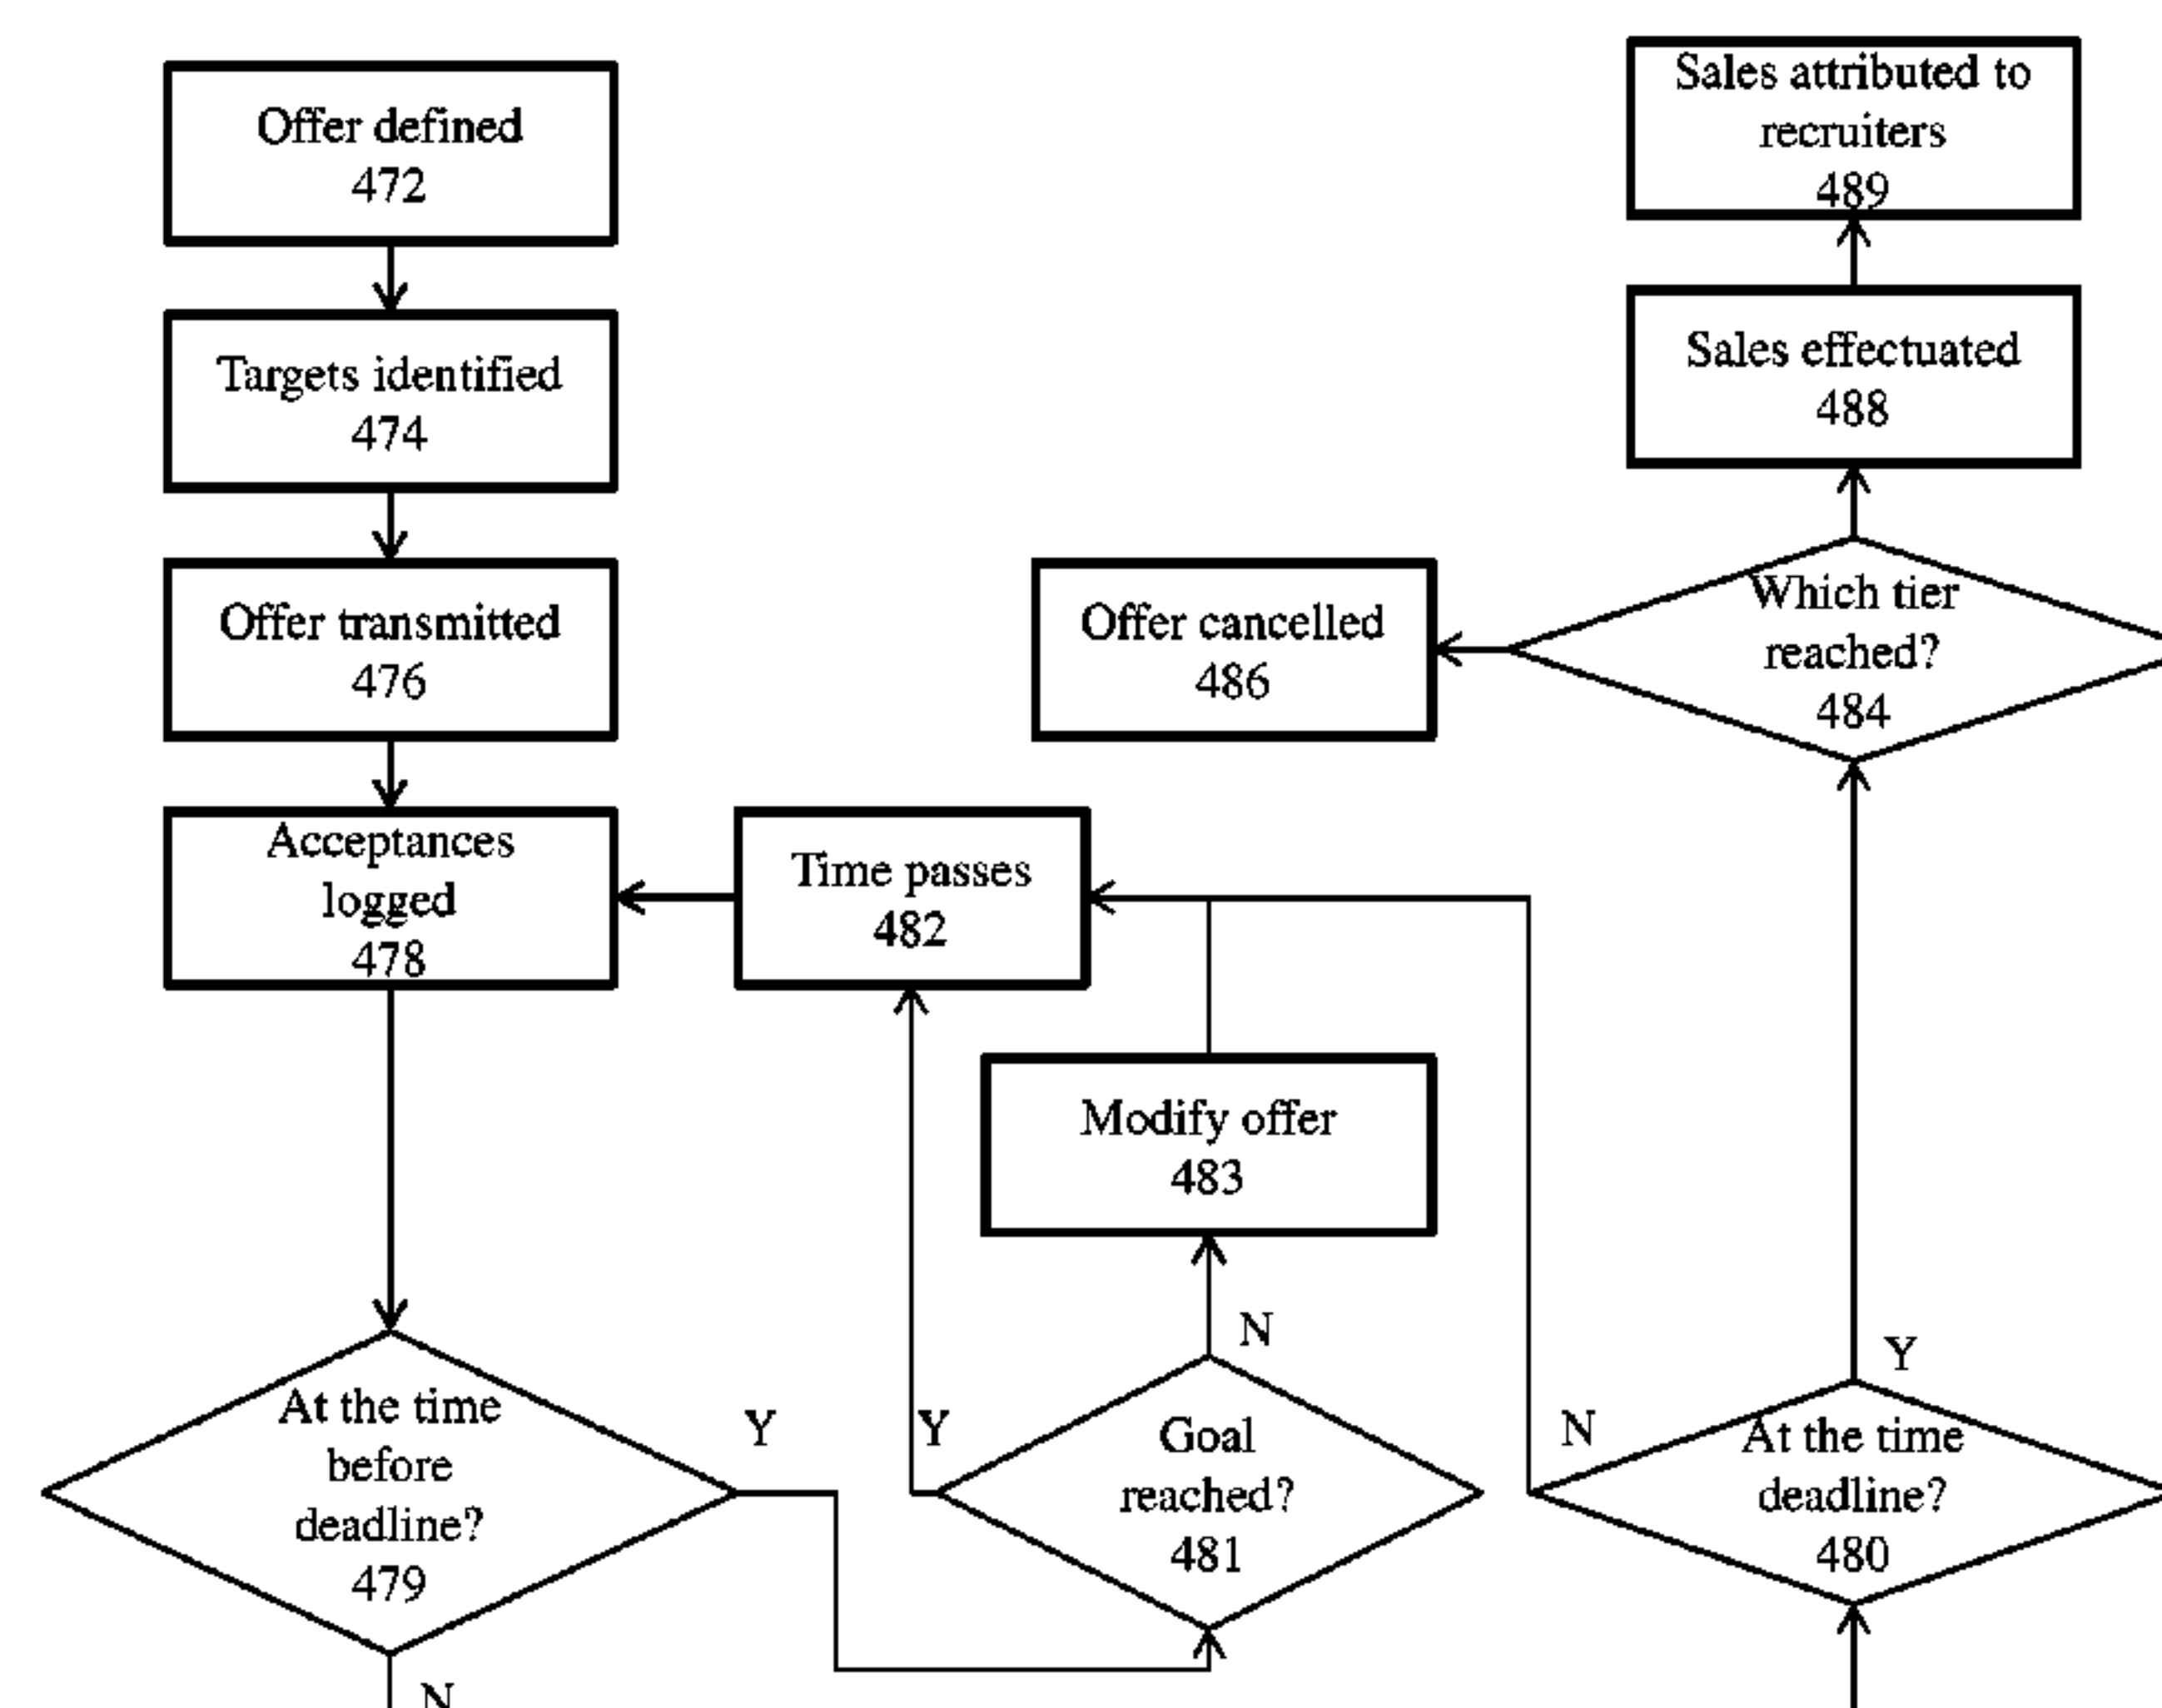 Offer defined
472
Targets identified
474
Offer transmitted
476
Acceptances
logged
478
Time passes
482
At the time
before
deadline?
479
Y
N
Goal
reached?
481
Y
N
Modify offer
483
At the time
deadline?
480
N
Y
Which tier
reached?
484
Offer cancelled
486
Sales effectuated
488
Sales attributed to
recruiters
489